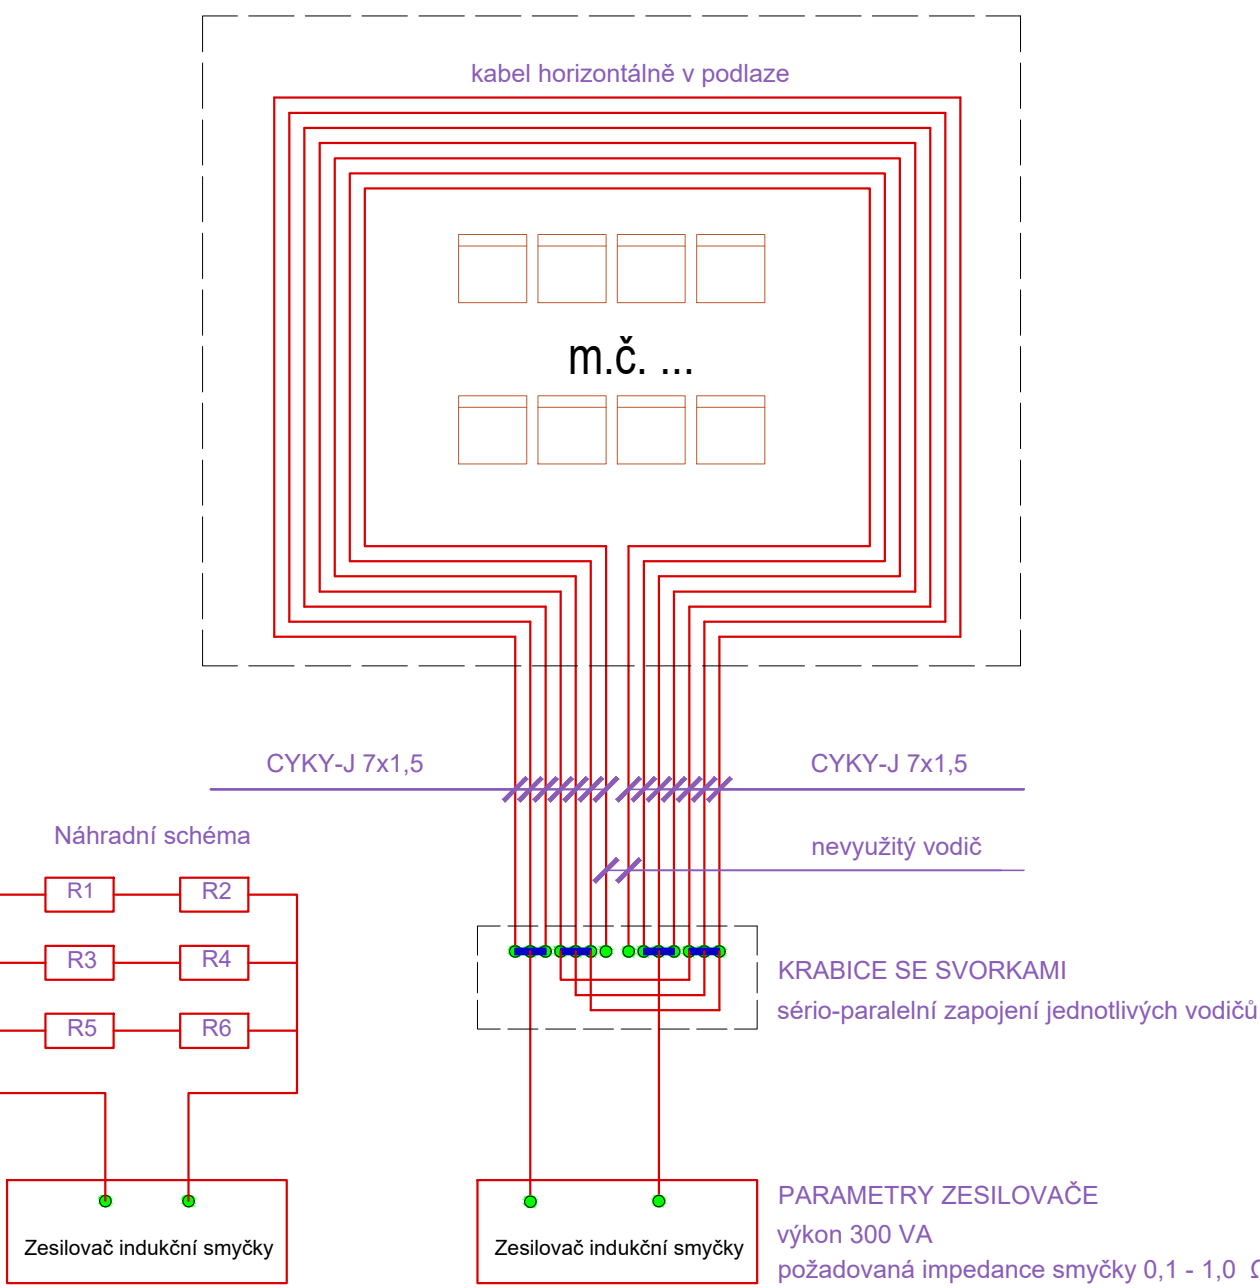 kabel horizontálně v podlaze
m.č. ...
CYKY-J 7x1,5
CYKY-J 7x1,5
Náhradní schéma
nevyužitý vodič
R1
R2
R3
R4
R5
R6
KRABICE SE SVORKAMI
sério-paralelní zapojení jednotlivých vodičů
Zesilovač indukční smyčky
Zesilovač indukční smyčky
PARAMETRY ZESILOVAČE
výkon 300 VA
požadovaná impedance smyčky 0,1 - 1,0 Ω